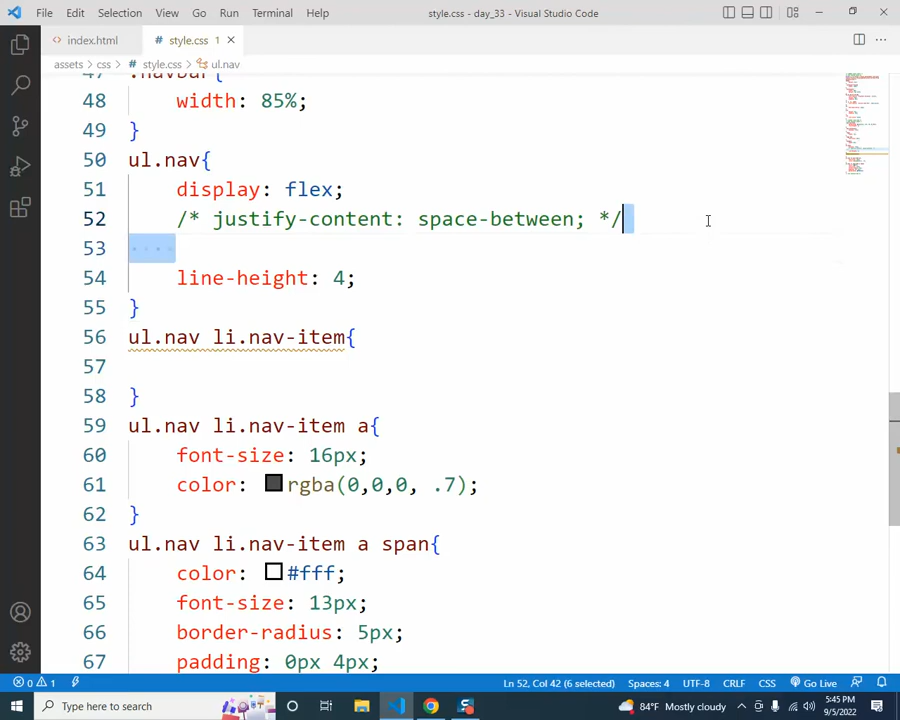 File Edit Selection View Go Run Terminal Help style.css - day_33 - Visual Studio Code
index.html style.css 1
assets > css > style.css > ul.nav
47 .navbar{
48 width: 85%;
49 }
50 ul.nav{
51 display: flex;
52 /* justify-content: space-between; */
53
54 line-height: 4;
55 }
56 ul.nav li.nav-item{
57
58 }
59 ul.nav li.nav-item a{
60 font-size: 16px;
61 color: rgba(0,0,0, .7);
62 }
63 ul.nav li.nav-item a span{
64 color: #fff;
65 font-size: 13px;
66 border-radius: 5px;
67 padding: 0px 4px;
0 1 Ln 52, Col 42 (6 selected) Spaces: 4 UTF-8 CRLF CSS Go Live
Type here to search 84°F Mostly cloudy 5:45 PM
9/5/2022